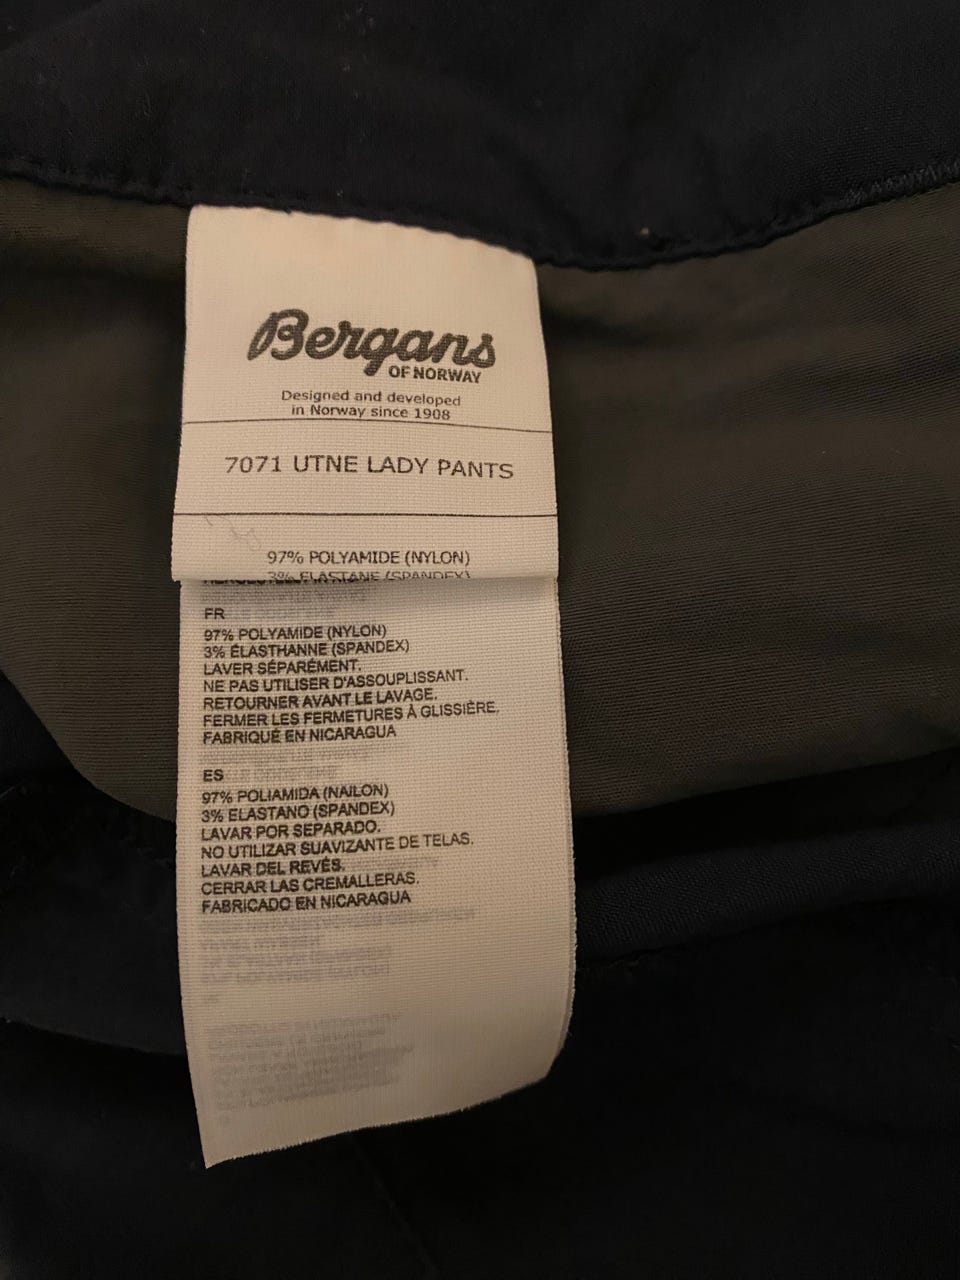 Bergans
OF NORWAY
Designed and developed
in Norway since 1908
7071 UTNE LADY PANTS
97% POLYAMIDE (NYLON)
3% ELASTANE (SPANDEX)
FR
97% POLYAMIDE (NYLON)
3% ÉLASTHANNE (SPANDEX)
LAVER SÉPARÉMENT.
NE PAS UTILISER D'ASSOUPLISSANT.
RETOURNER AVANT LE LAVAGE.
FERMER LES FERMETURES À GLISSIÈRE.
FABRIQUÉ EN NICARAGUA
ES
97% POLIAMIDA (NAILON)
3% ELASTANO (SPANDEX)
LAVAR POR SEPARADO.
NO UTILIZAR SUAVIZANTE DE TELAS.
LAVAR DEL REVÉS.
CERRAR LAS CREMALLERAS.
FABRICADO EN NICARAGUA